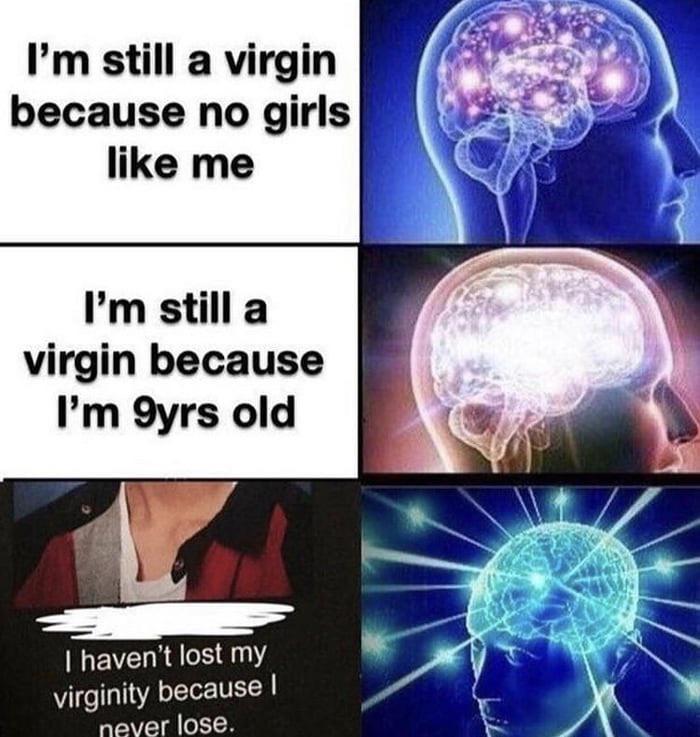 I'm still a virgin
because no girls
like me
I'm still a
virgin because
I'm 9yrs old
I haven't lost my
virginity because I
never lose.